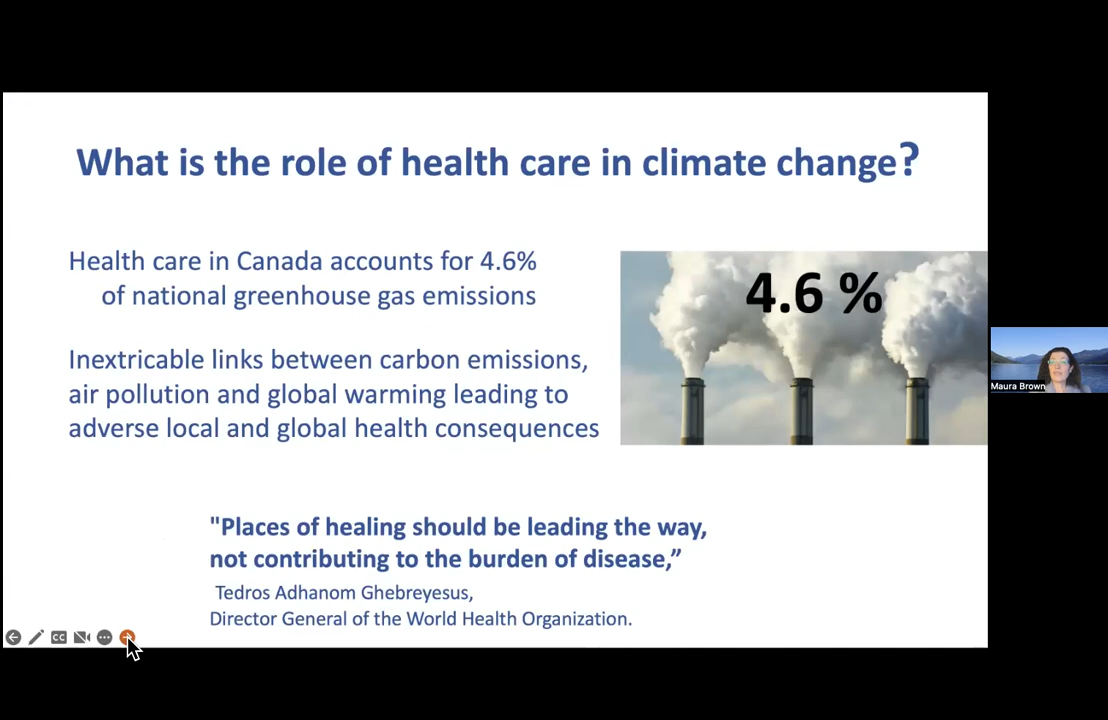 What is the role of health care in climate change?
Health care in Canada accounts for 4.6%
of national greenhouse gas emissions
4.6 %
Inextricable links between carbon emissions,
air pollution and global warming leading to
adverse local and global health consequences
Maura Brown
"Places of healing should be leading the way,
not contributing to the burden of disease,”
Tedros Adhanom Ghebreyesus,
Director General of the World Health Organization.
CC